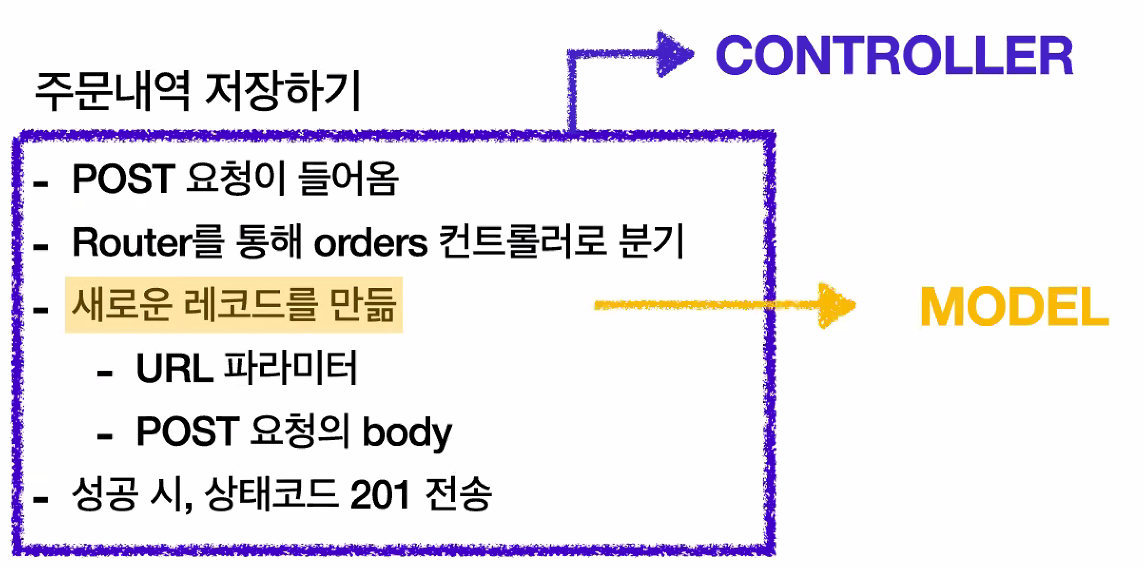 CONTROLLER
주문내역 저장하기
- POST 요청이 들어옴
- Router를 통해 orders 컨트롤러로 분기
- 새로운 레코드를 만듦
MODEL
- URL 파라미터
- POST 요청의 body
- 성공 시, 상태코드 201 전송